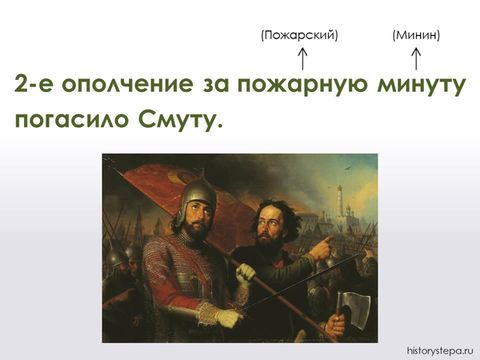 (Пожарский) (Минин)
2-е ополчение за пожарную минуту
погасило Смуту.
historystepa.ru